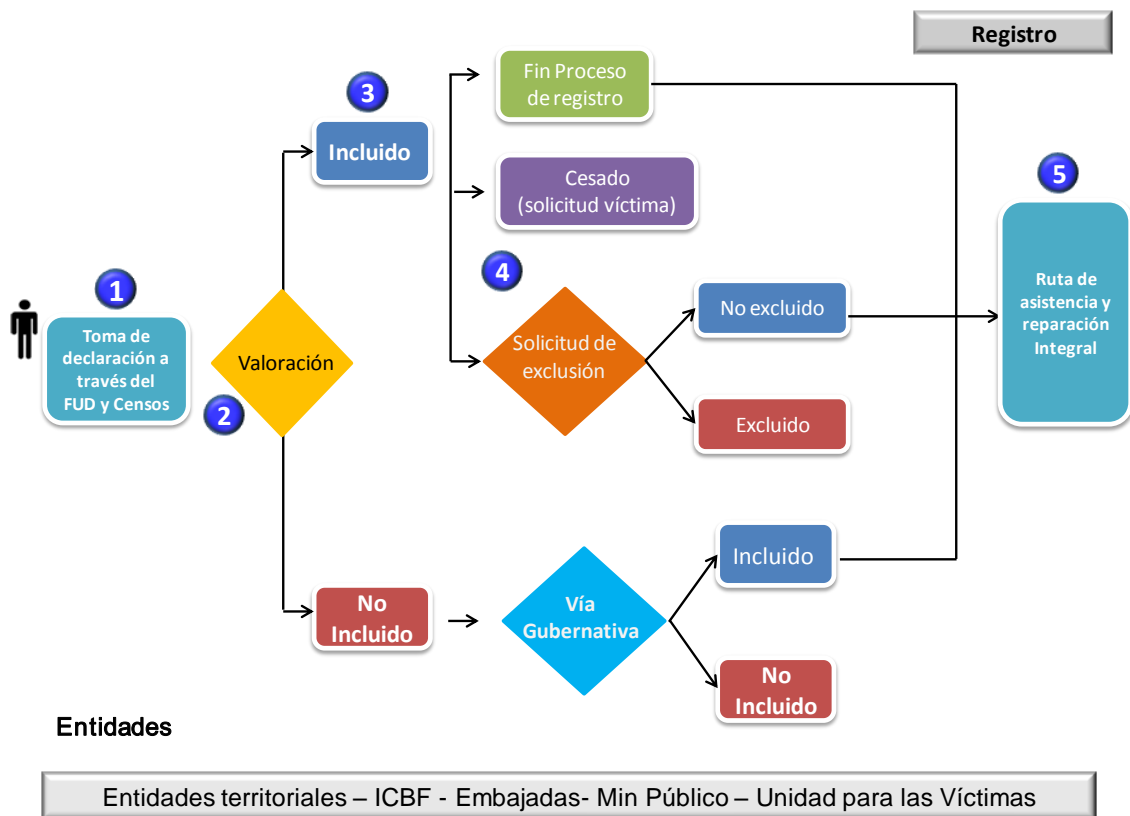 Registro
3
Fin Proceso
de registro
Incluido
Cesado
(solicitud víctima)
5
4
1
Ruta de
asistencia y
reparación
Integral
No excluido
Solicitud de
exclusión
Toma de
declaración a
través del
FUD y Censos
Valoración
2
Excluido
Incluido
No
Incluido
Vía
Gubernativa
No
Incluido
Entidades
Entidades territoriales – ICBF - Embajadas- Min Público – Unidad para las Víctimas